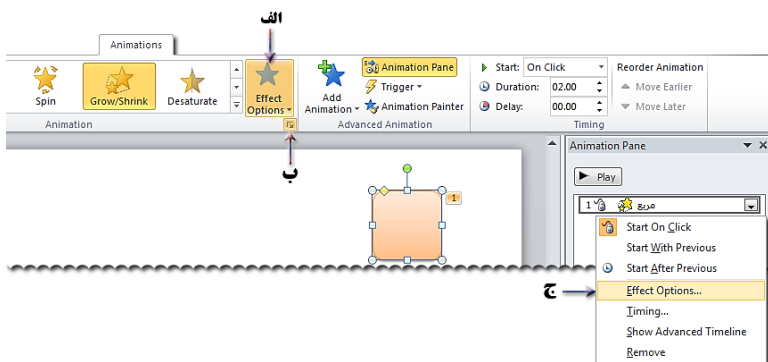 الف
Animations
Spin
Grow/Shrink
Desaturate
Effect
Options
Add
Animation
Animation Pane
Trigger
Animation Painter
Start: On Click
Duration: 02.00
Delay: 00.00
Reorder Animation
Move Earlier
Move Later
Animation
Advanced Animation
Timing
ب
1
Animation Pane
Play
1 مربع
Start On Click
Start With Previous
Start After Previous
ج
Effect Options...
Timing...
Show Advanced Timeline
Remove